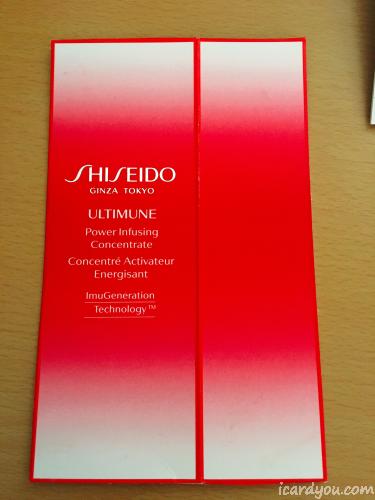 SHISEIDO
GINZA TOKYO
ULTIMUNE
Power Infusing
Concentrate
Concentré Activateur
Energisant
ImuGeneration
Technology™
icardyou.com